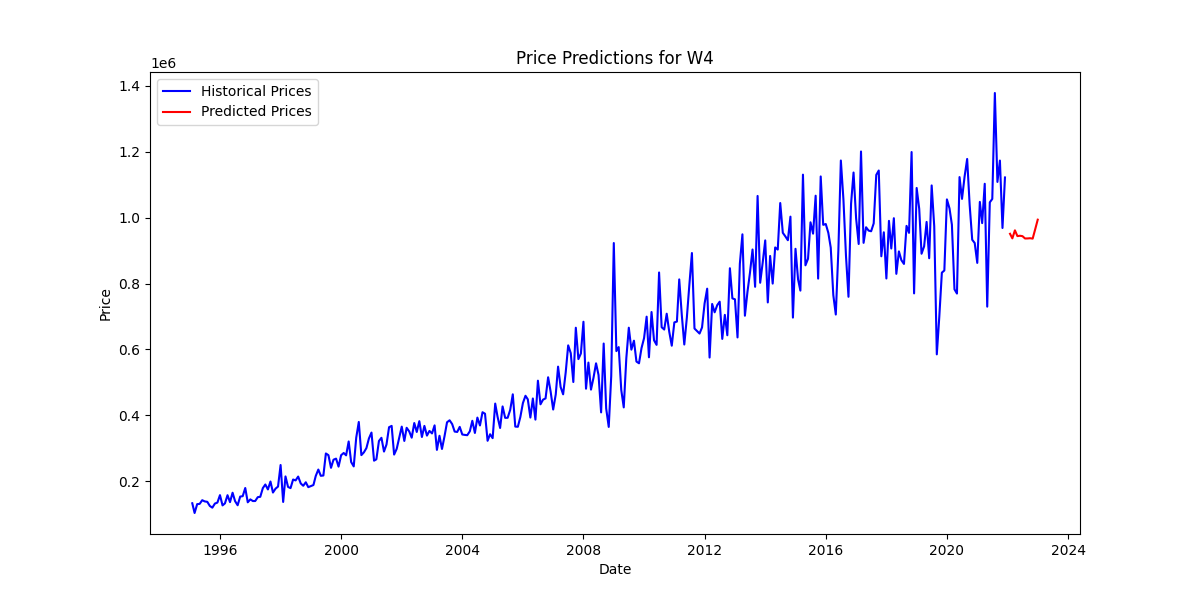 Price Predictions for W4
1e6
Historical Prices
Predicted Prices
1.4
1.2
1.0
0.8
0.6
0.4
0.2
Price
1996 2000 2004 2008 2012 2016 2020 2024
Date